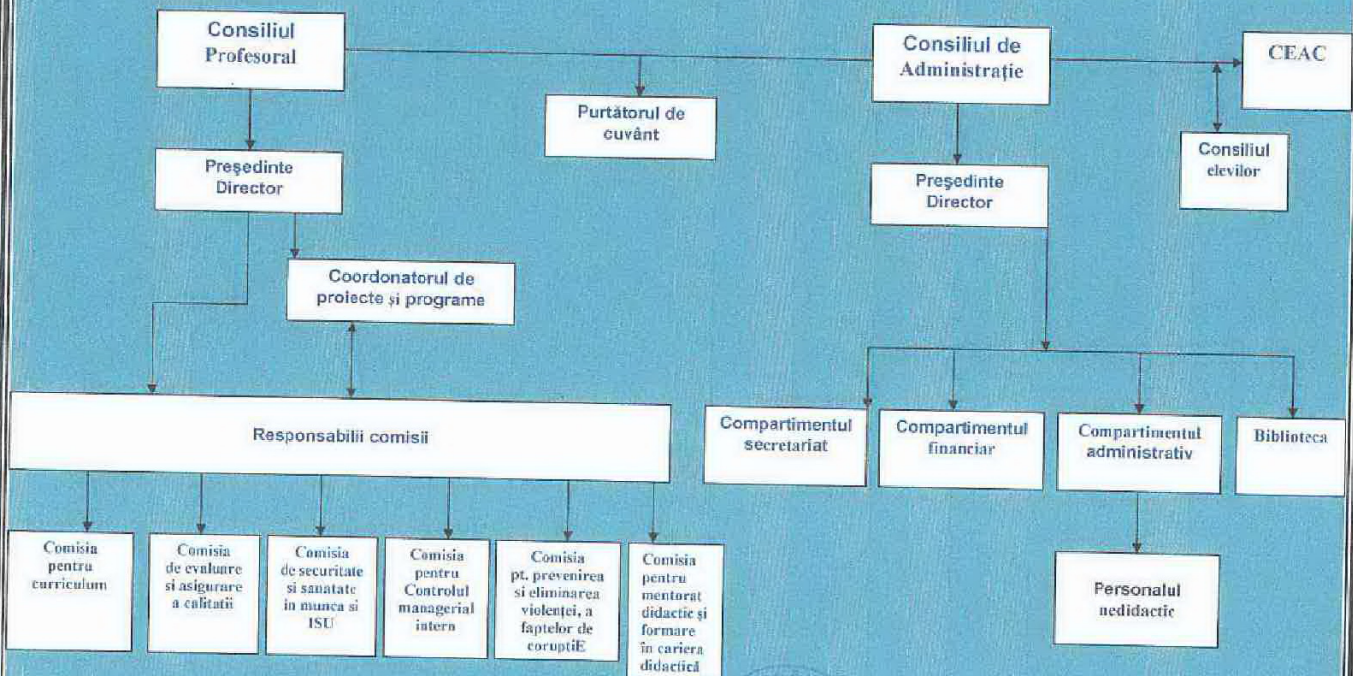 Consiliul
Profesoral
Consiliul de
Administrație
CEAC
Purtătorul de
cuvânt
Consiliul
elevilor
Președinte
Director
Președinte
Director
Coordonatorul de
proiecte și programe
Responsabilii comisii
Compartimentul
secretariat
Compartimentul
financiar
Compartimentul
administrativ
Biblioteca
Comisia
pentru
curriculum
Comisia
de evaluare
si asigurare
a calitatii
Comisia
de securitate
si sanatate
in munca si
ISU
Comisia
pentru
Controlul
managerial
intern
Comisia
pt. prevenirea
si eliminarea
violenței, a
faptelor de
coruptiE
Comisia
pentru
mentorat
didactic și
formare
în cariera
didactică
Personalul
nedidactic